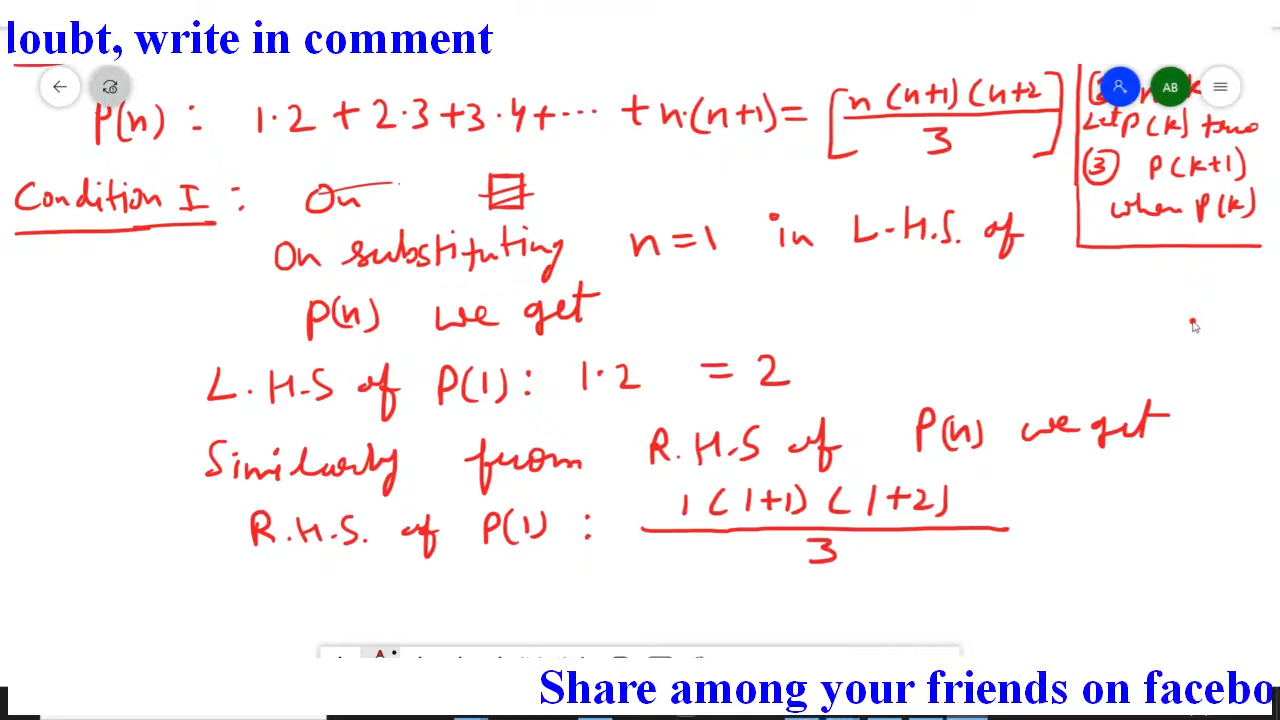 loubt, write in comment
P(n) : 1·2 + 2·3 + 3·4 + ··· + n·(n+1) = [n (n+1) (n+2 / 3]
k
Let P(k) true
③ P(k+1)
when P(k)
AB
Condition I : On
On substituting n=1 in L.H.S. of
P(n) we get
L.H.S of P(1): 1·2 = 2
Similarly from R.H.S of P(n) we get
R.H.S. of P(1) : 1 (1+1) (1+2) / 3
Share among your friends on facebo